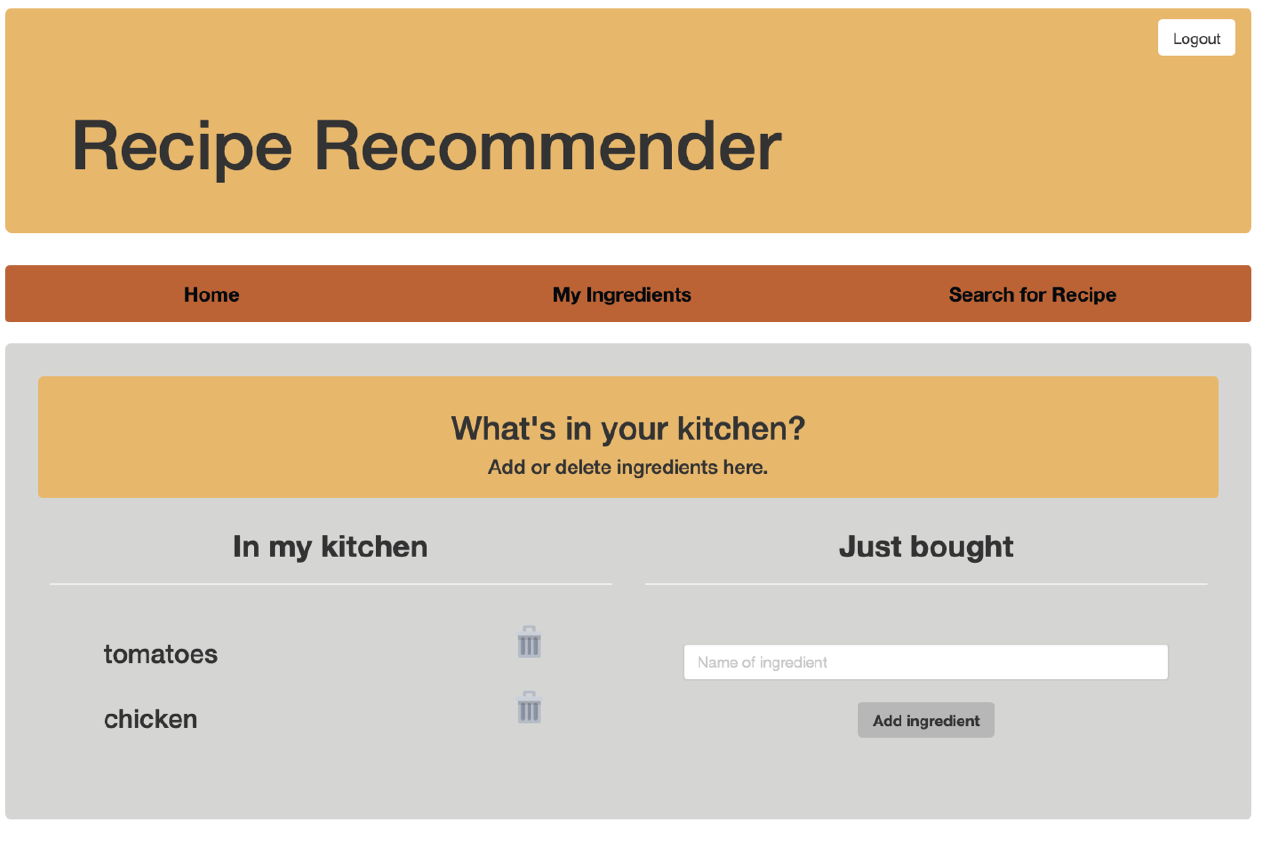 Logout
Recipe Recommender
Home
My Ingredients
Search for Recipe
What's in your kitchen?
Add or delete ingredients here.
In my kitchen
Just bought
tomatoes
chicken
Name of ingredient
Add ingredient